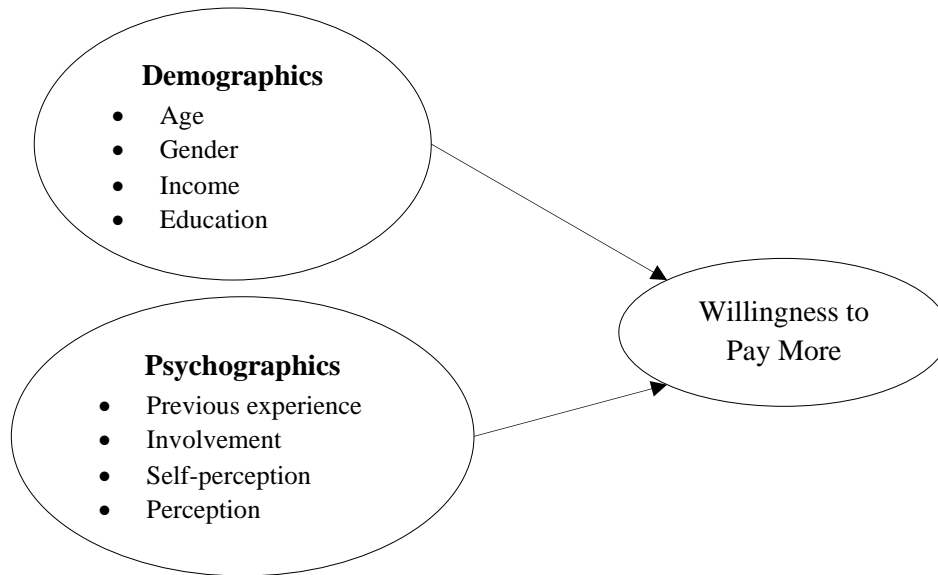 Demographics
• Age
• Gender
• Income
• Education
Psychographics
• Previous experience
• Involvement
• Self-perception
• Perception
Willingness to
Pay More